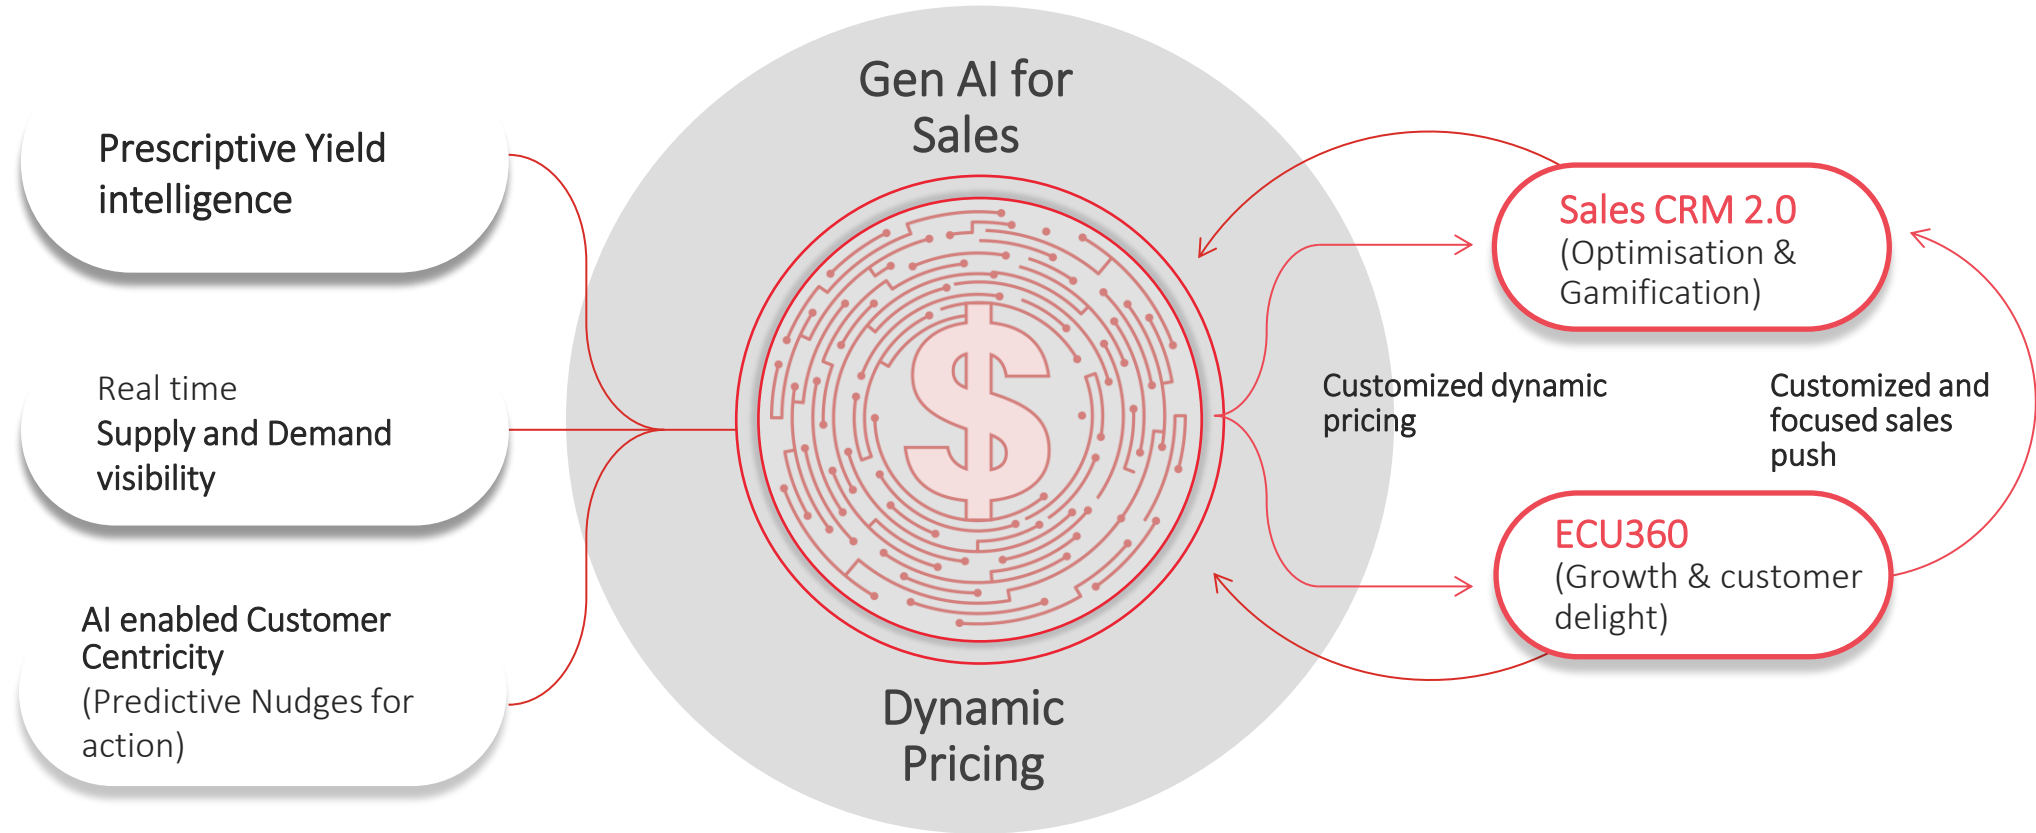 Prescriptive Yield
intelligence
Real time
Supply and Demand
visibility
AI enabled Customer
Centricity
(Predictive Nudges for
action)
Gen AI for
Sales
$
Dynamic
Pricing
Customized dynamic
pricing
Sales CRM 2.0
(Optimisation &
Gamification)
Customized and
focused sales
push
ECU360
(Growth & customer
delight)